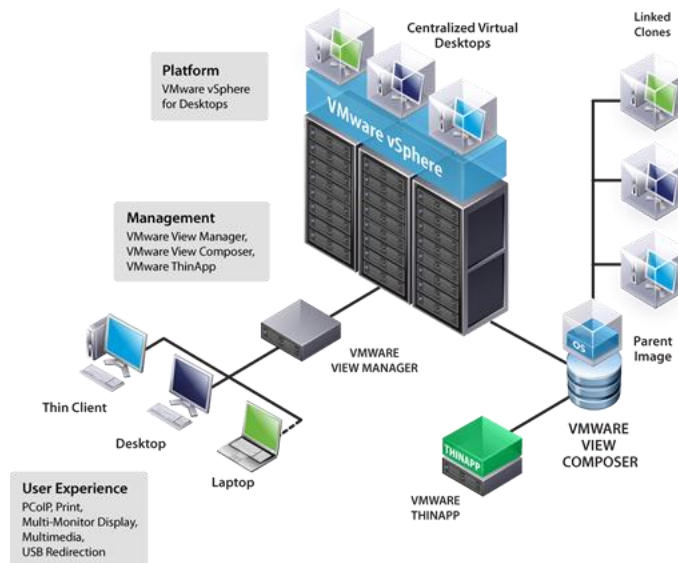 Centralized Virtual
Desktops
Linked
Clones
Platform
VMware vSphere
for Desktops
VMware vSphere
Management
VMware View Manager,
VMware View Composer,
VMware ThinApp
VMWARE
VIEW MANAGER
OS
Parent
Image
Thin Client
Desktop
Laptop
THINAPP
VMWARE
THINAPP
VMWARE
VIEW
COMPOSER
User Experience
PCoIP, Print,
Multi-Monitor Display,
Multimedia,
USB Redirection